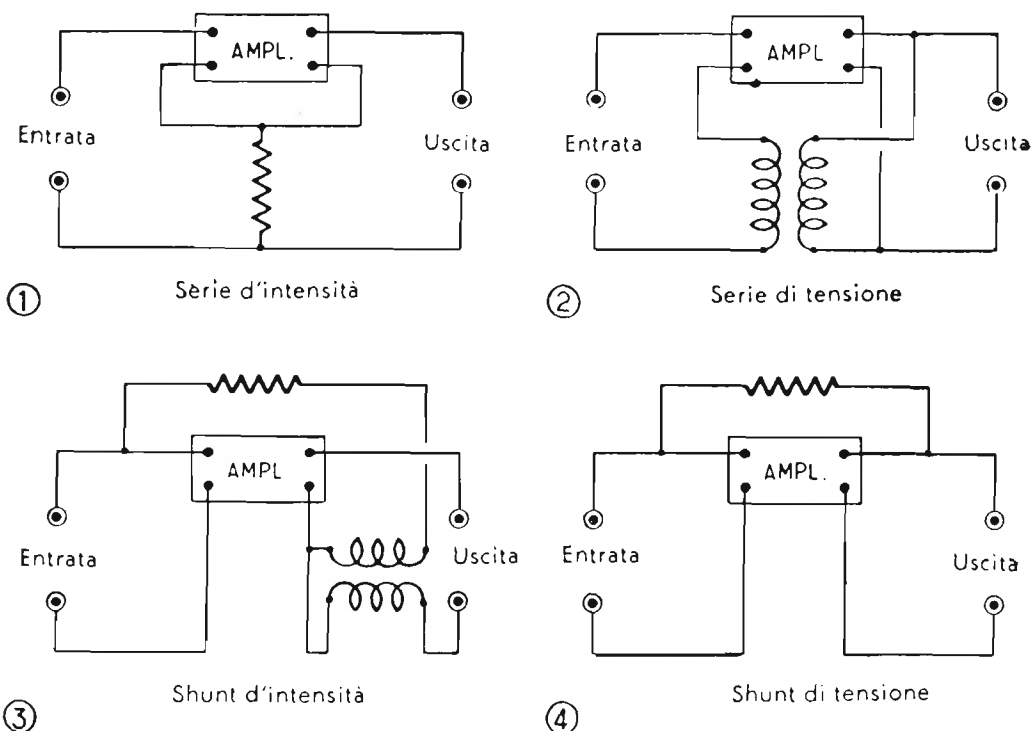 AMPL.
Entrata
Uscita
① Serie d'intensità
AMPL
Entrata
Uscita
② Serie di tensione
AMPL
Entrata
Uscita
③ Shunt d'intensità
AMPL.
Entrata
Uscita
④ Shunt di tensione